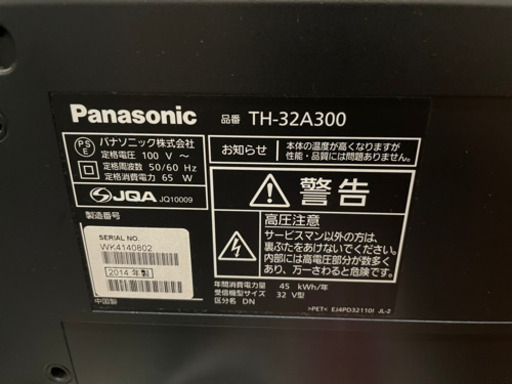 Panasonic
品番 TH-32A300
PS
E
パナソニック株式会社
定格電圧 100 V ～
定格周波数 50/60 Hz
定格消費電力 65 W
JQA JQ10009
製造番号
SERIAL NO.
WK4140802
2014 年製
中国製
お知らせ
本体の温度が高くなりますが
性能・品質には問題ありません。
警告
高圧注意
サービスマン以外の方は、
裏ぶたをあけないでください。
内部には高電圧部分が数多く
あり、万一さわると危険です。
年間消費電力量 45 kWh/年
受信機型サイズ 32 V型
区分名 DN
>PET< EJ4PD32110I JL-2